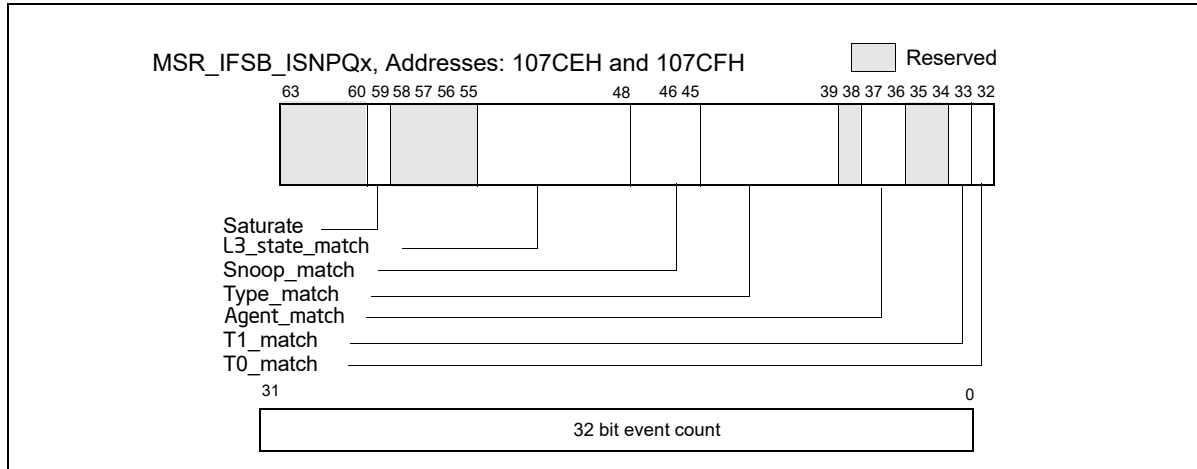 MSR_IFSB_ISNPQx, Addresses: 107CEH and 107CFH
Reserved
63 60 59 58 57 56 55 48 46 45 39 38 37 36 35 34 33 32
Saturate
L3_state_match
Snoop_match
Type_match
Agent_match
T1_match
T0_match
31 0
32 bit event count